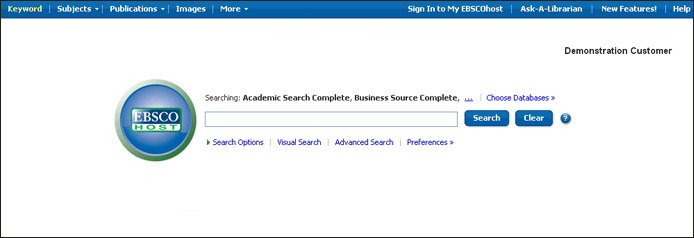 Keyword | Subjects | Publications | Images | More Sign In to My EBSCOhost | Ask-A-Librarian | New Features! | Help
Demonstration Customer
Searching: Academic Search Complete, Business Source Complete, ... | Choose Databases »
EBSCO
HOST
Search Clear ?
Search Options | Visual Search | Advanced Search | Preferences »